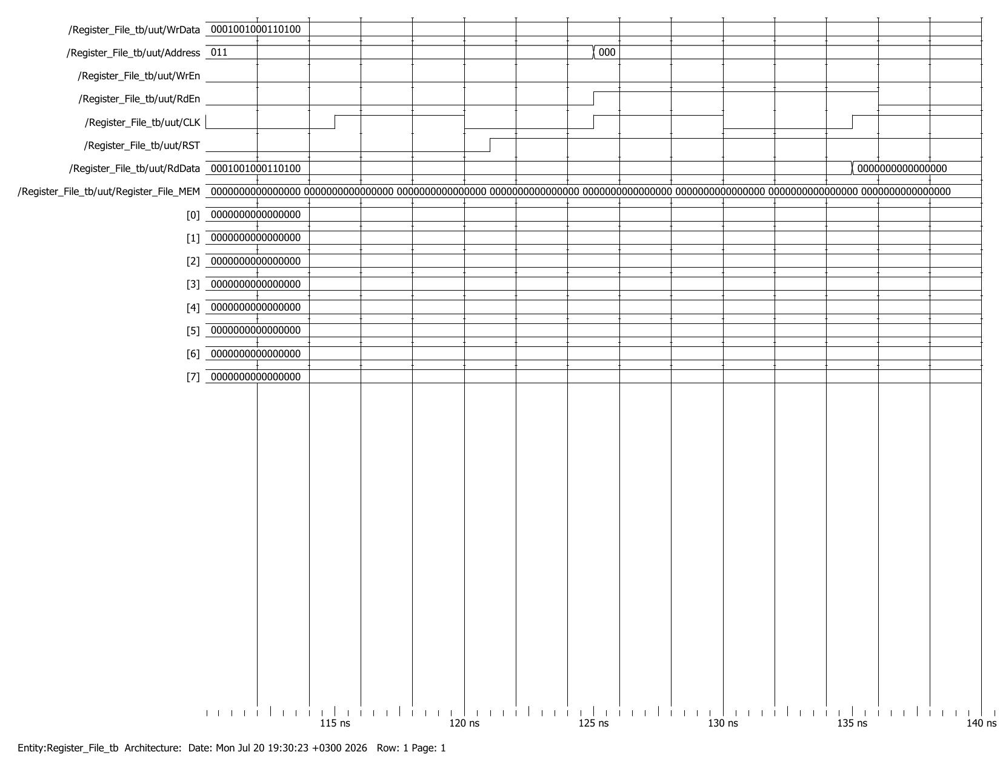 /Register_File_tb/uut/WrData 0001001000110100
/Register_File_tb/uut/Address 011 000
/Register_File_tb/uut/WrEn
/Register_File_tb/uut/RdEn
/Register_File_tb/uut/CLK
/Register_File_tb/uut/RST
/Register_File_tb/uut/RdData 0001001000110100 0000000000000000
/Register_File_tb/uut/Register_File_MEM 0000000000000000 0000000000000000 0000000000000000 0000000000000000 0000000000000000 0000000000000000 0000000000000000 0000000000000000
[0] 0000000000000000
[1] 0000000000000000
[2] 0000000000000000
[3] 0000000000000000
[4] 0000000000000000
[5] 0000000000000000
[6] 0000000000000000
[7] 0000000000000000
115 ns 120 ns 125 ns 130 ns 135 ns 140 ns
Entity:Register_File_tb Architecture: Date: Mon Jul 20 19:30:23 +0300 2026 Row: 1 Page: 1